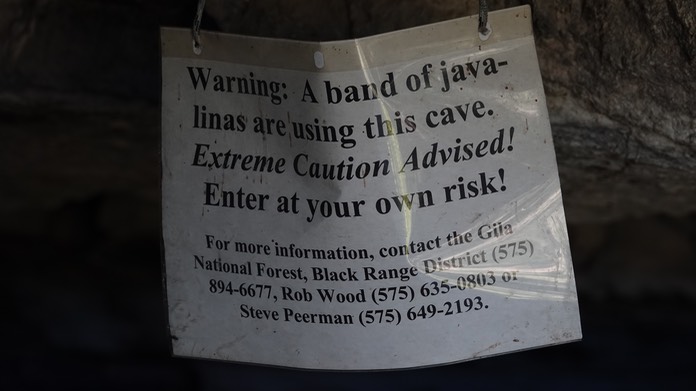 Warning: A band of java-
linas are using this cave.
Extreme Caution Advised!
Enter at your own risk!
For more information, contact the Gila
National Forest, Black Range District (575)
894-6677, Rob Wood (575) 635-0803 or
Steve Peerman (575) 649-2193.